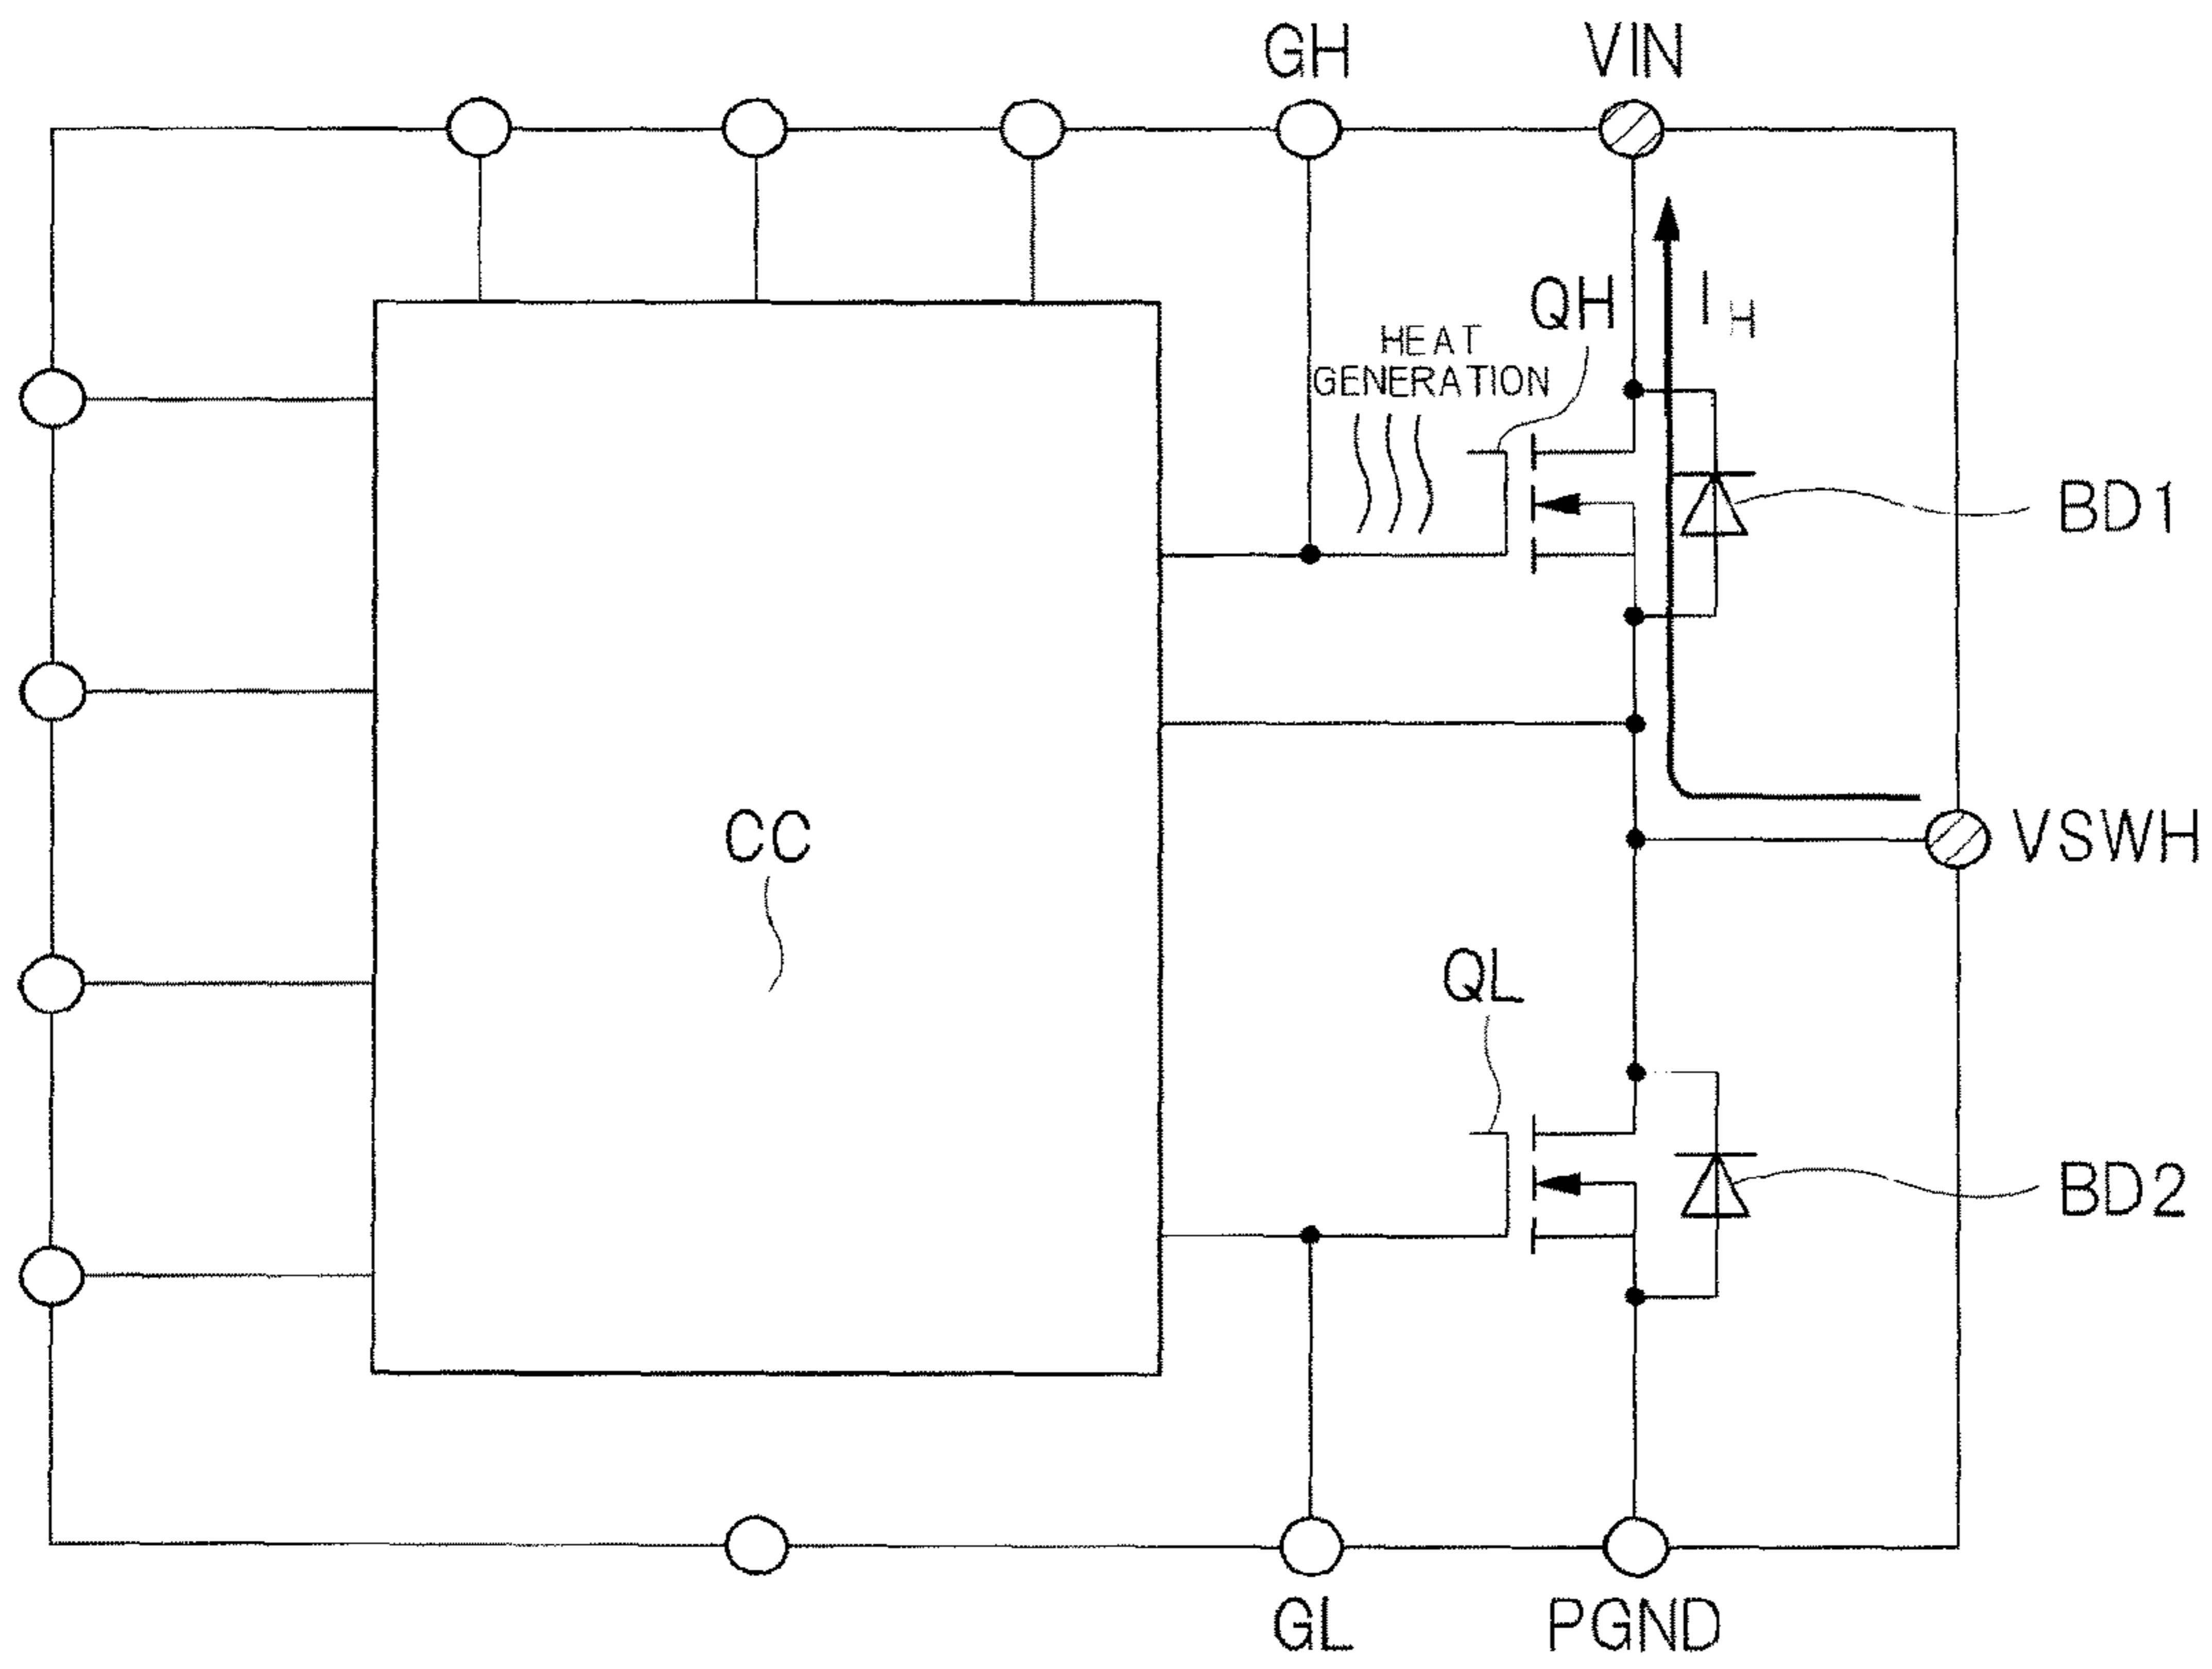 GH
VIN
QH
I H
HEAT
GENERATION
BD1
CC
VSWH
QL
BD2
GL
PGND